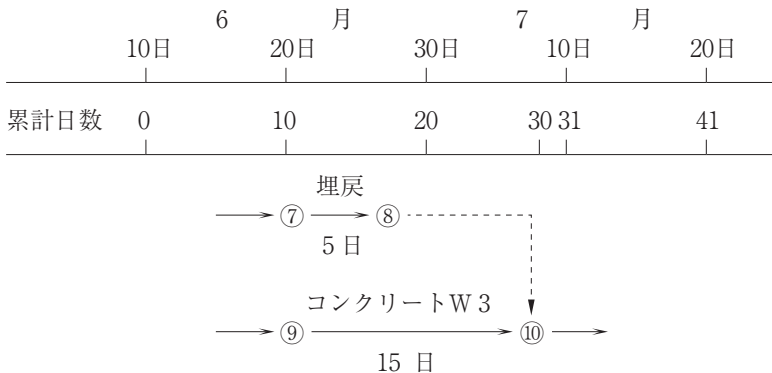 6 月 7 月
10日 20日 30日 10日 20日
累計日数 0 10 20 30 31 41
埋戻
⑦ ⑧
5日
コンクリートW3
⑨ ⑩
15 日